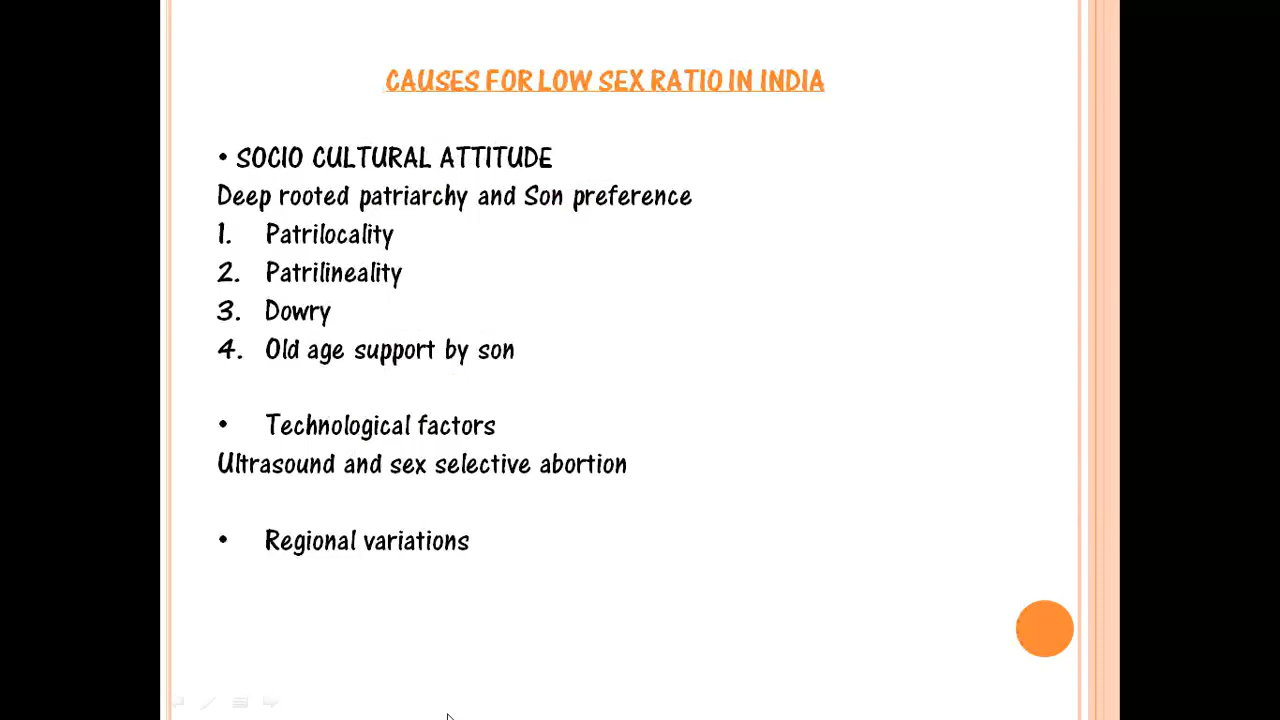 CAUSES FOR LOW SEX RATIO IN INDIA
• SOCIO CULTURAL ATTITUDE
Deep rooted patriarchy and Son preference
1. Patrilocality
2. Patrilineality
3. Dowry
4. Old age support by son
• Technological factors
Ultrasound and sex selective abortion
• Regional variations